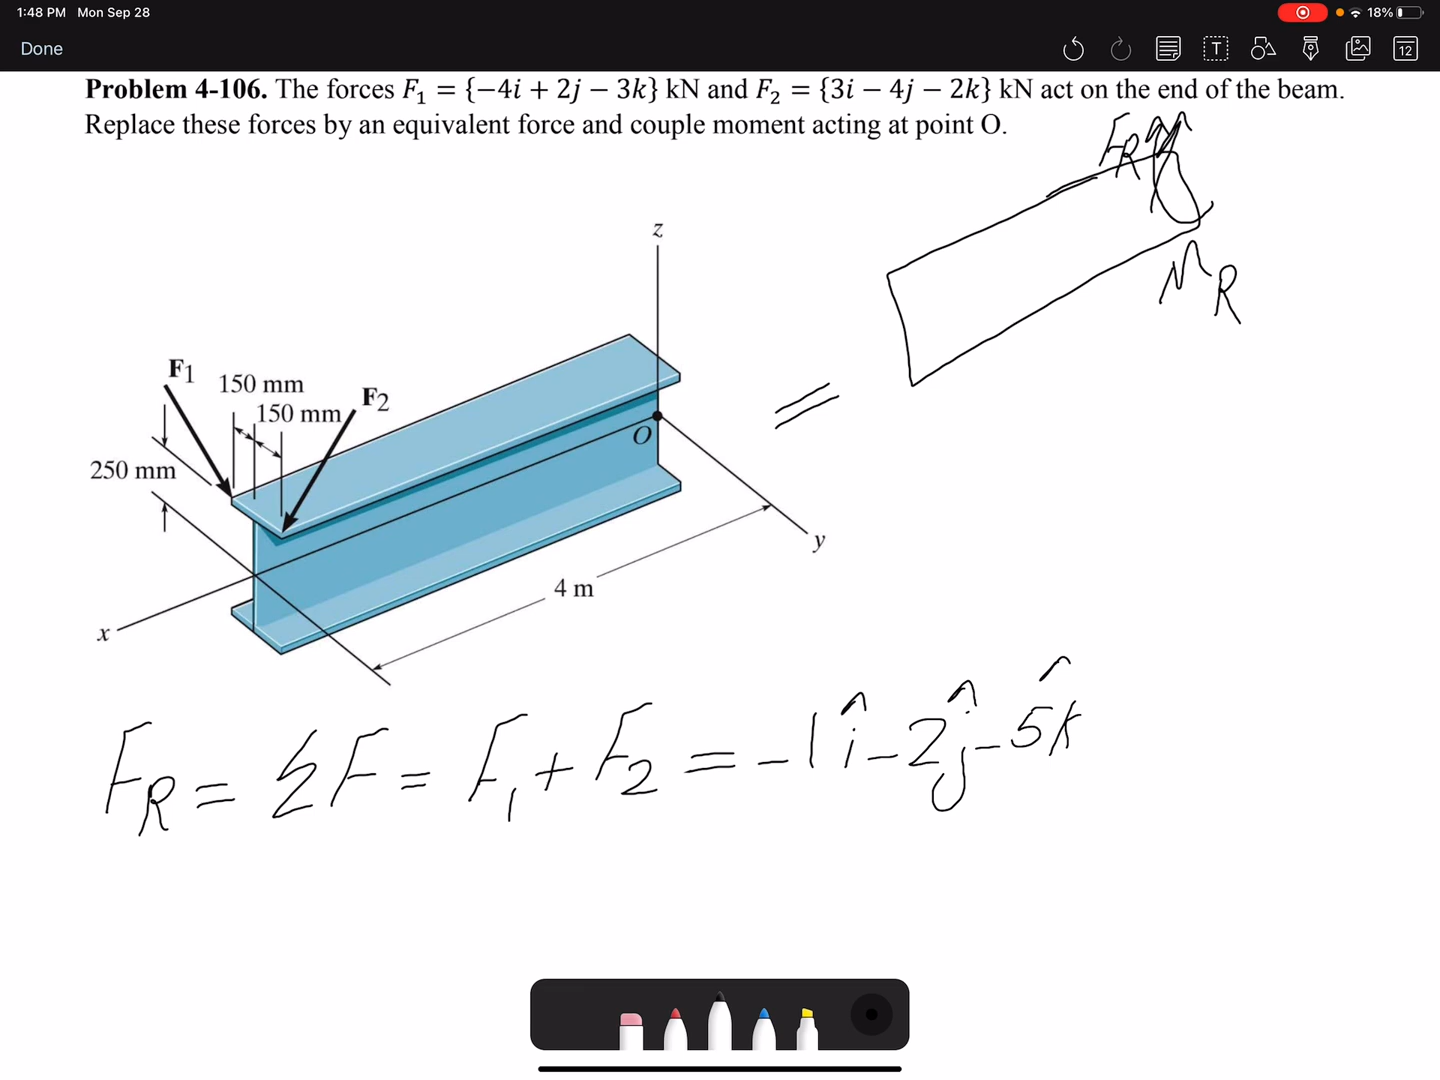 1:48 PM Mon Sep 28
18%
Done
T
12
Problem 4-106. The forces F₁ = {−4i + 2j − 3k} kN and F₂ = {3i − 4j − 2k} kN act on the end of the beam.
Replace these forces by an equivalent force and couple moment acting at point O.
F_R
M_R
z
F₁
150 mm
F₂
150 mm
O
250 mm
=
y
4 m
x
F_R = ΣF = F₁ + F₂ = −1î − 2ĵ − 5k̂